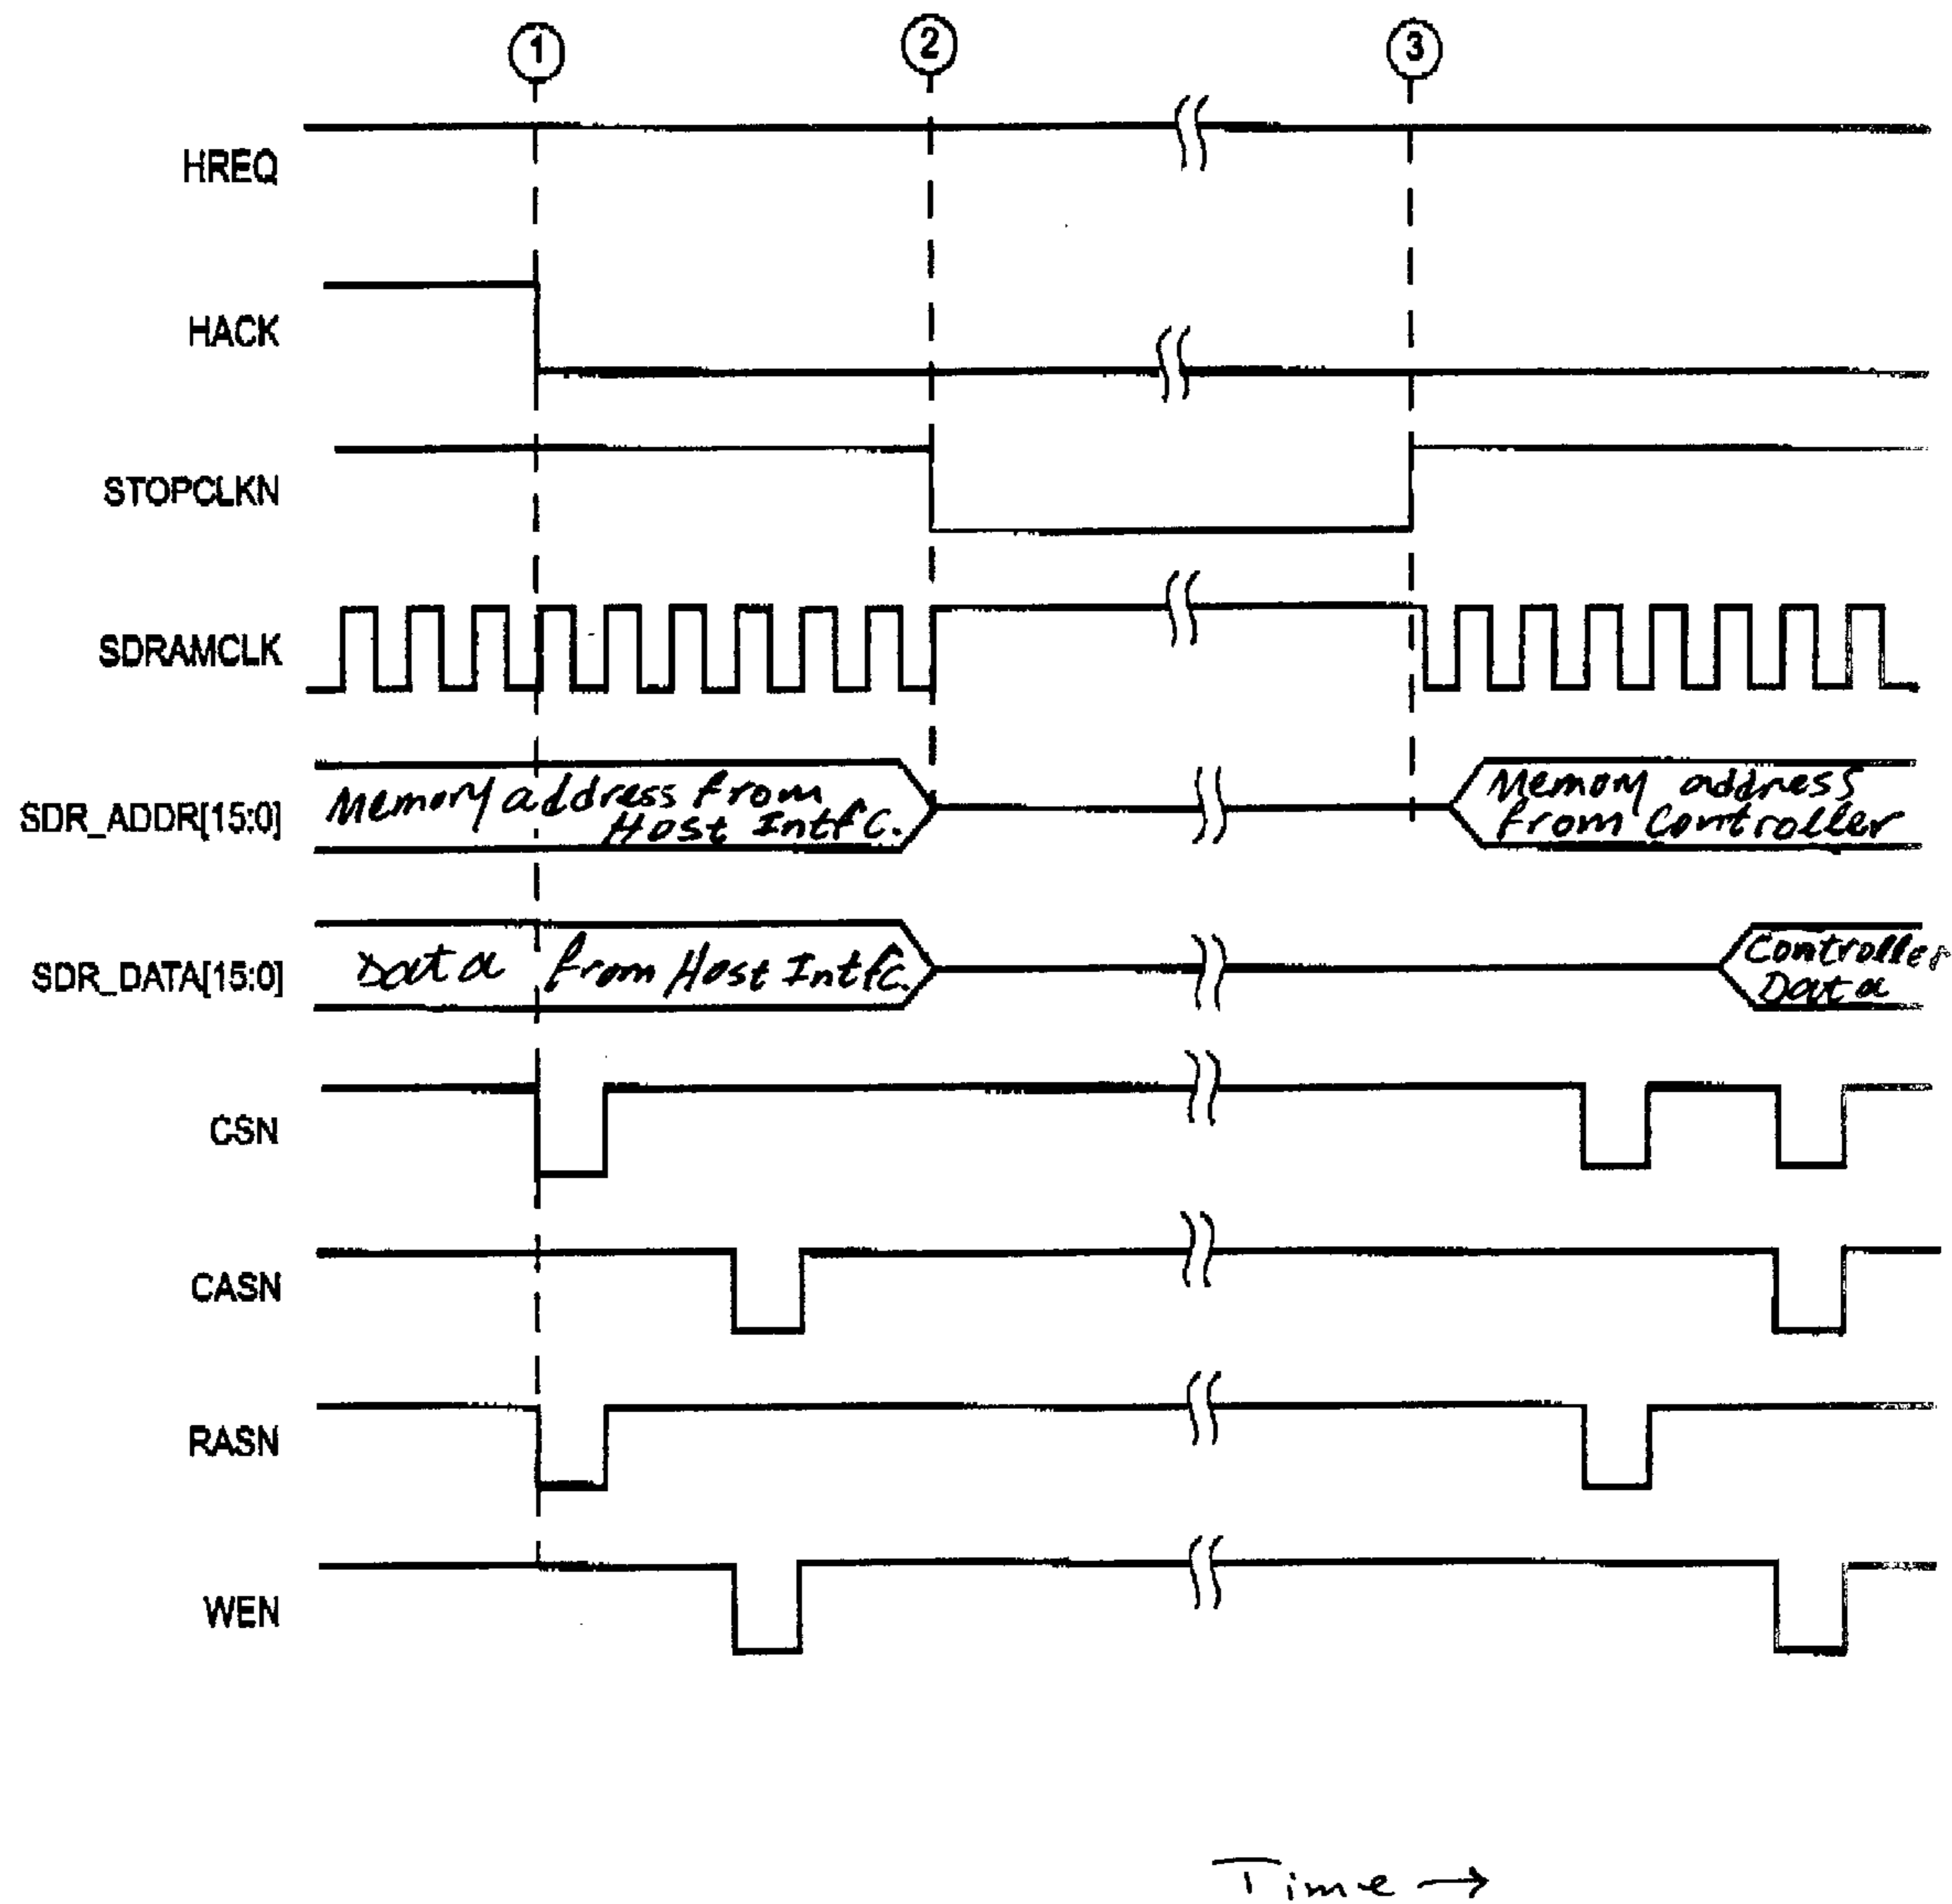 1
2
3
HREQ
HACK
STOPCLKN
SDRAMCLK
SDR_ADDR[15:0]
Memory address from
Host Intfc.
Memory address
from Controller
SDR_DATA[15:0]
Data from Host Intfc.
Controller
Data
CSN
CASN
RASN
WEN
Time →